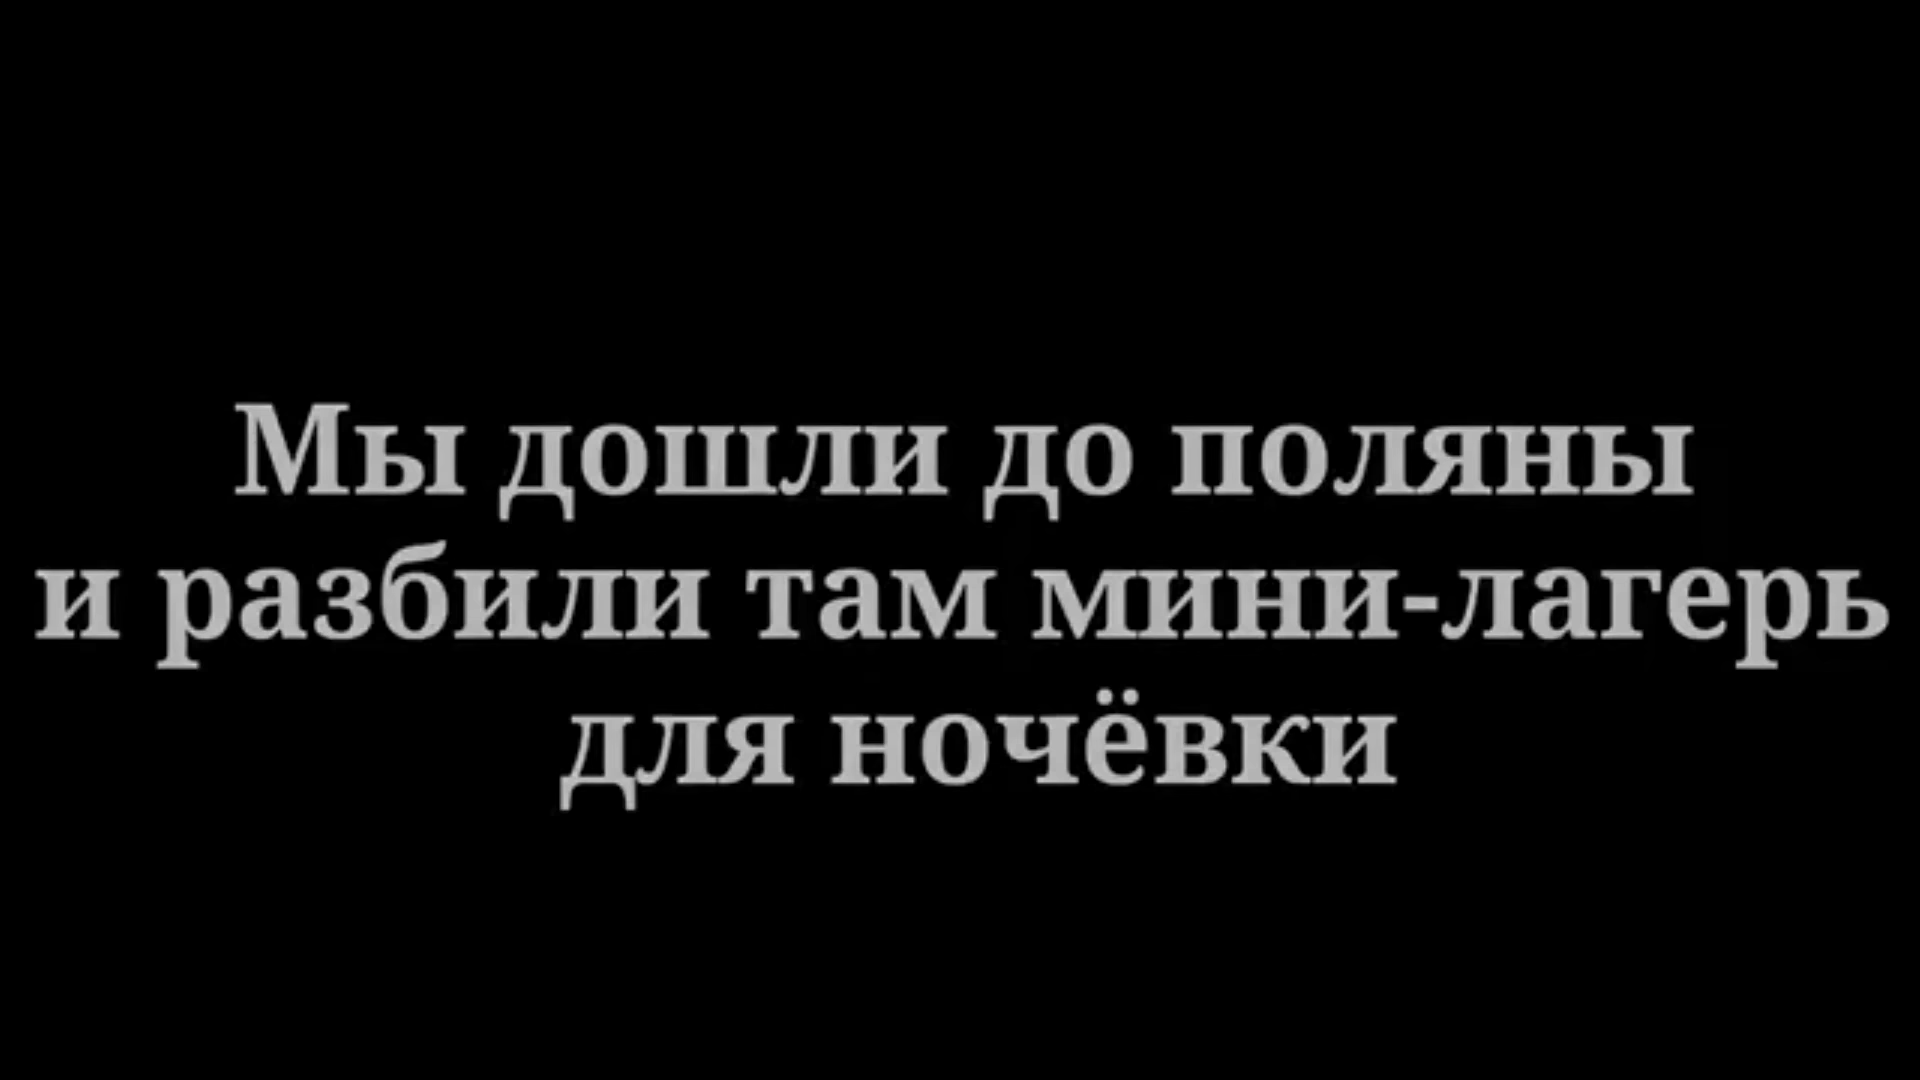 Мы дошли до поляны
и разбили там мини-лагерь
для ночёвки